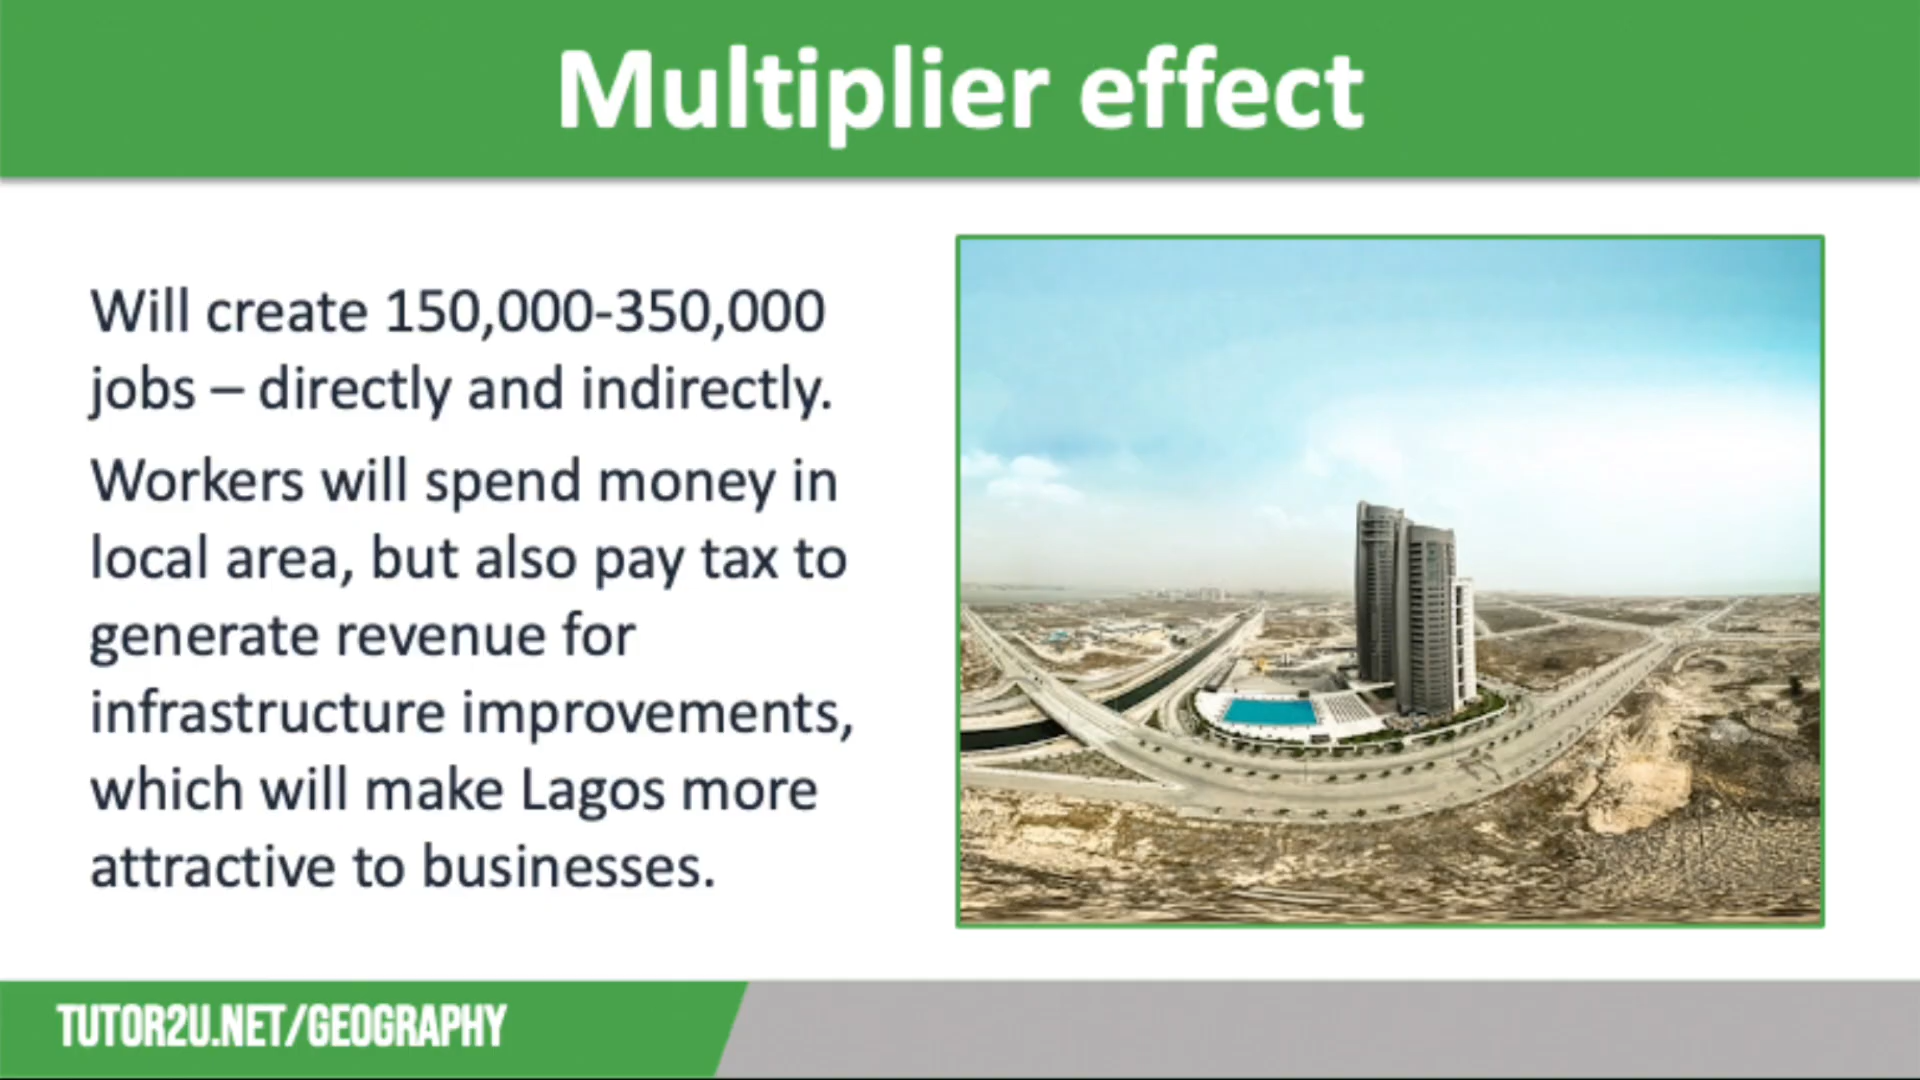 Multiplier effect
Will create 150,000-350,000
jobs – directly and indirectly.
Workers will spend money in
local area, but also pay tax to
generate revenue for
infrastructure improvements,
which will make Lagos more
attractive to businesses.
TUTOR2U.NET/GEOGRAPHY